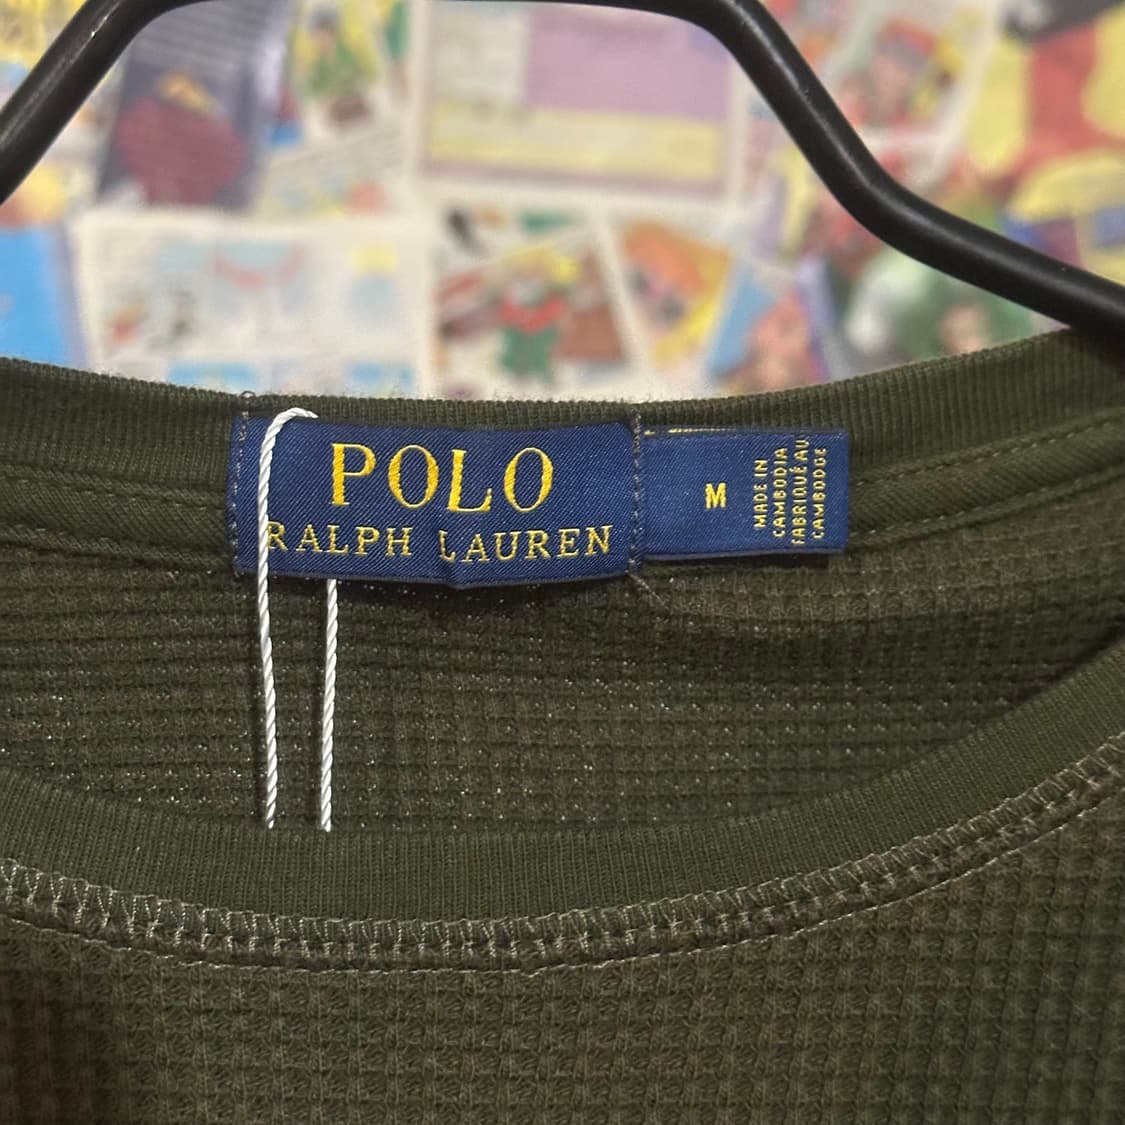 POLO
RALPH LAUREN
M
MADE IN
CAMBODIA
FABRIQUÉ AU
CAMBODGE